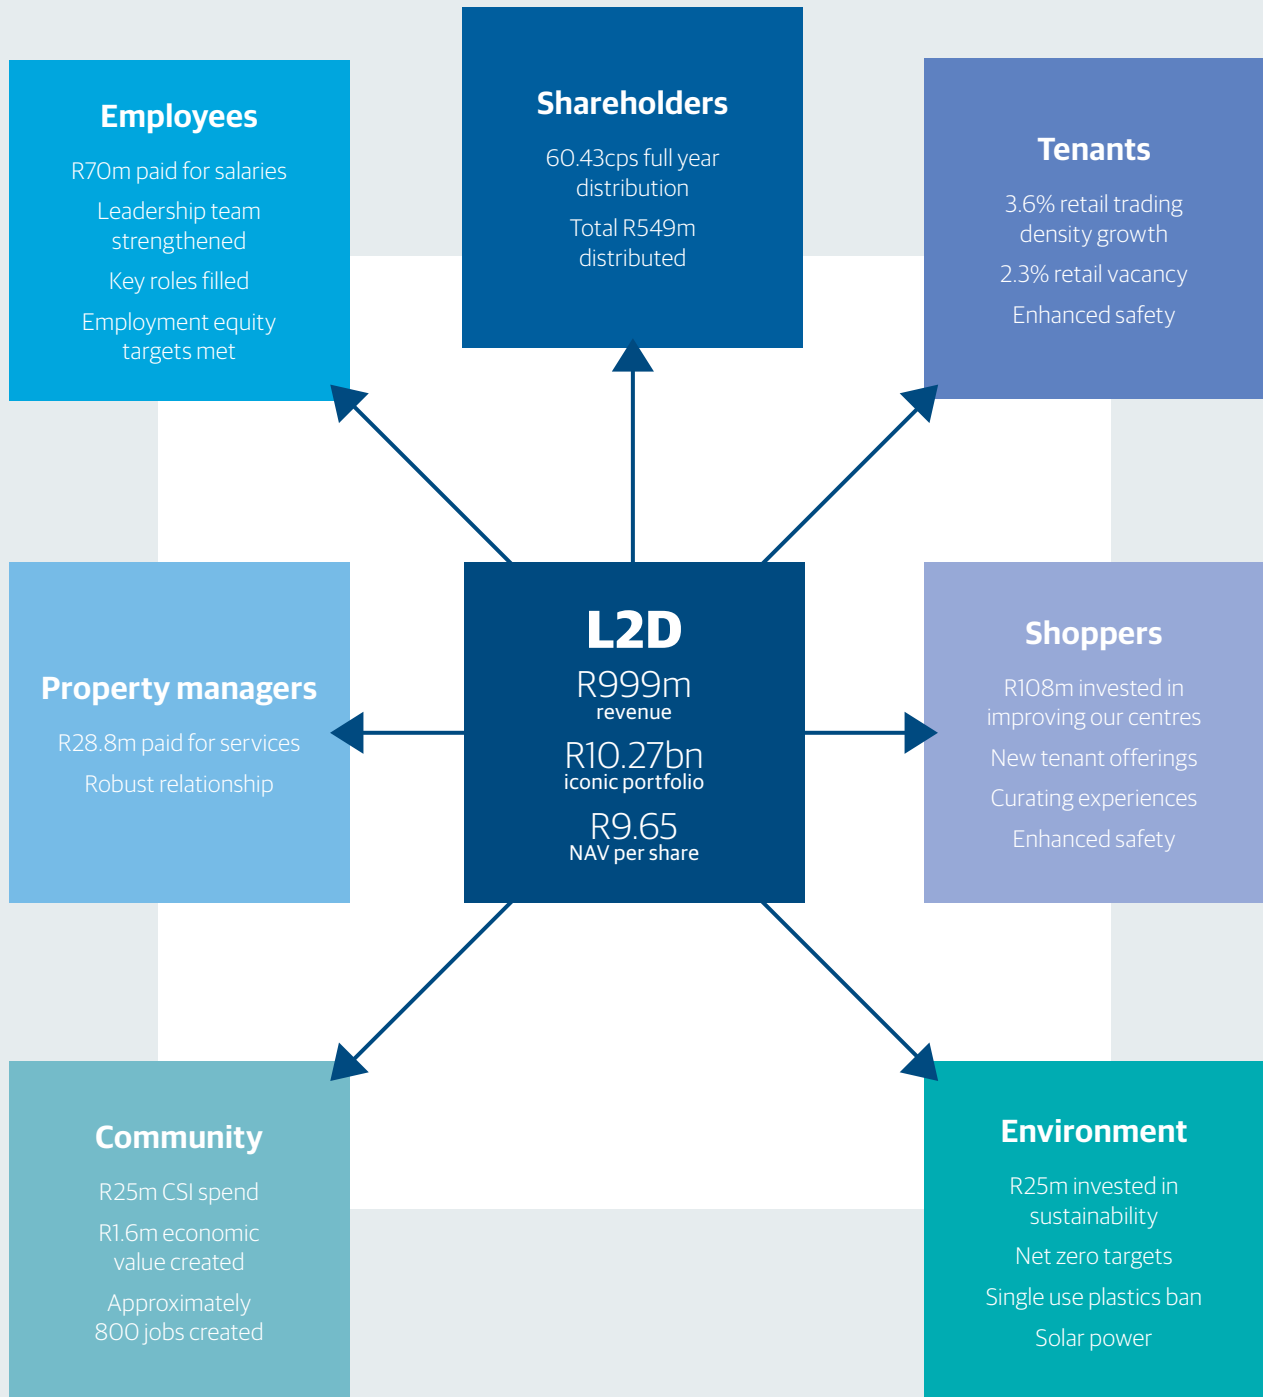 Employees
R70m paid for salaries
Leadership team
strengthened
Key roles filled
Employment equity
targets met
Shareholders
60.43cps full year
distribution
Total R549m
distributed
Tenants
3.6% retail trading
density growth
2.3% retail vacancy
Enhanced safety
Property managers
R28.8m paid for services
Robust relationship
L2D
R999m
revenue
R10.27bn
iconic portfolio
R9.65
NAV per share
Shoppers
R108m invested in
improving our centres
New tenant offerings
Curating experiences
Enhanced safety
Community
R25m CSI spend
R1.6m economic
value created
Approximately
800 jobs created
Environment
R25m invested in
sustainability
Net zero targets
Single use plastics ban
Solar power